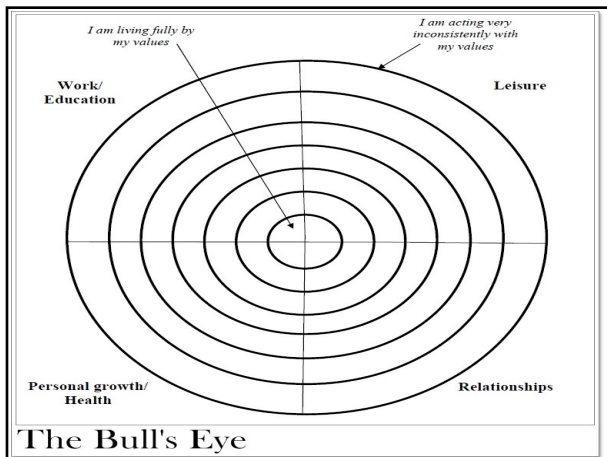 I am living fully by
my values
I am acting very
inconsistently with
my values
Work/
Education
Leisure
Personal growth/
Health
Relationships
The Bull's Eye